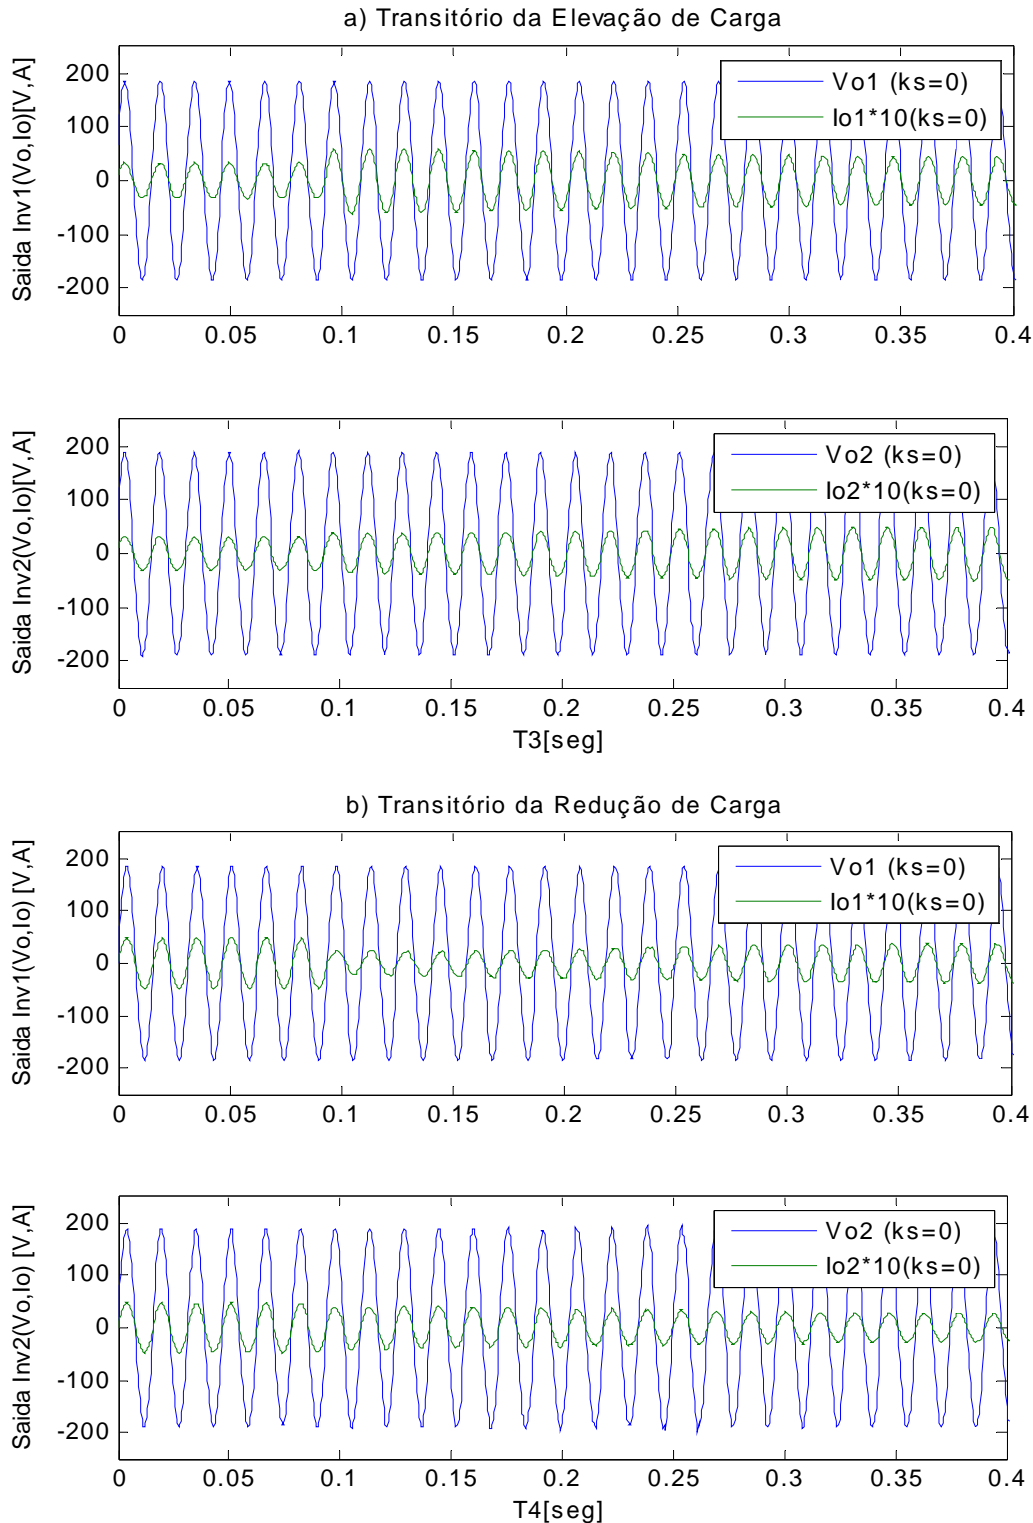 a) Transitório da Elevação de Carga
Saida Inv1(Vo,Io)[V,A]
200
100
0
-100
-200
Vo1 (ks=0)
Io1*10(ks=0)
0 0.05 0.1 0.15 0.2 0.25 0.3 0.35 0.4
Saida Inv2(Vo,Io)[V,A]
200
100
0
-100
-200
Vo2 (ks=0)
Io2*10(ks=0)
0 0.05 0.1 0.15 0.2 0.25 0.3 0.35 0.4
T3[seg]
b) Transitório da Redução de Carga
Saida Inv1(Vo,Io) [V,A]
200
100
0
-100
-200
Vo1 (ks=0)
Io1*10(ks=0)
0 0.05 0.1 0.15 0.2 0.25 0.3 0.35 0.4
Saida Inv2(Vo,Io) [V,A]
200
100
0
-100
-200
Vo2 (ks=0)
Io2*10(ks=0)
0 0.05 0.1 0.15 0.2 0.25 0.3 0.35 0.4
T4[seg]